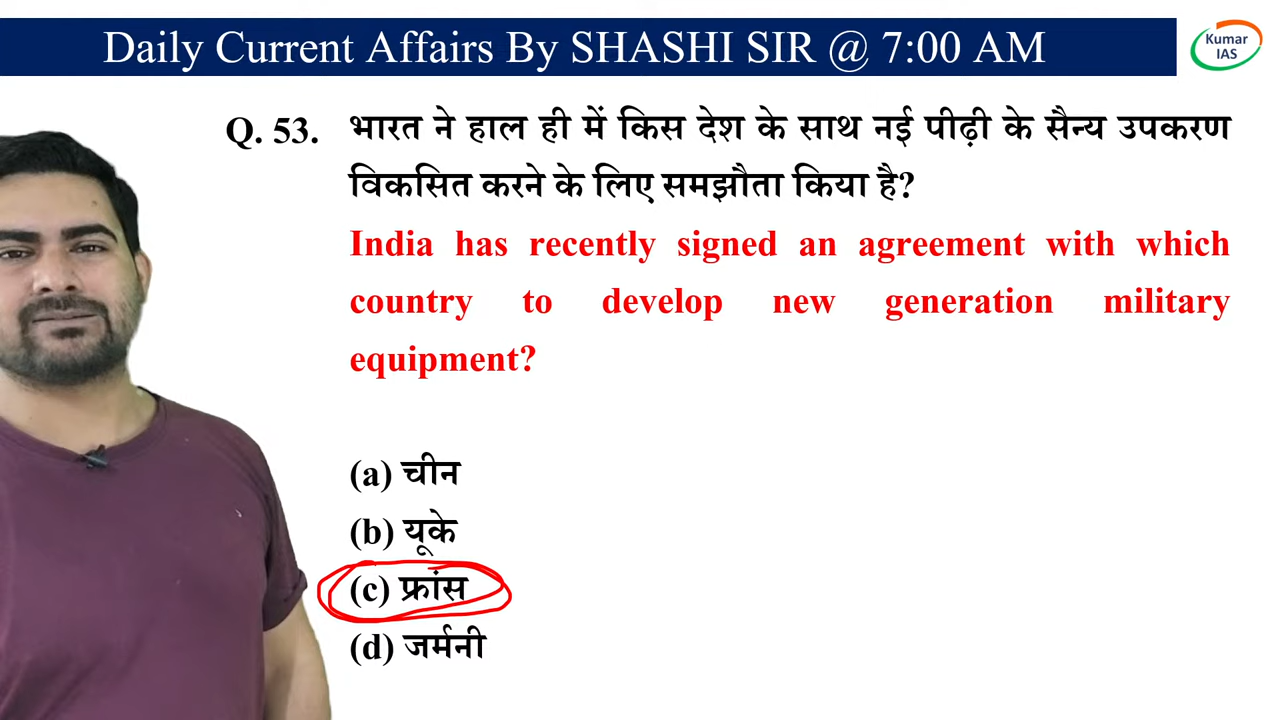 Daily Current Affairs By SHASHI SIR @ 7:00 AM
Kumar
IAS
Q. 53. भारत ने हाल ही में किस देश के साथ नई पीढ़ी के सैन्य उपकरण
विकसित करने के लिए समझौता किया है?
India has recently signed an agreement with which
country to develop new generation military
equipment?
(a) चीन
(b) यूके
(c) फ्रांस
(d) जर्मनी